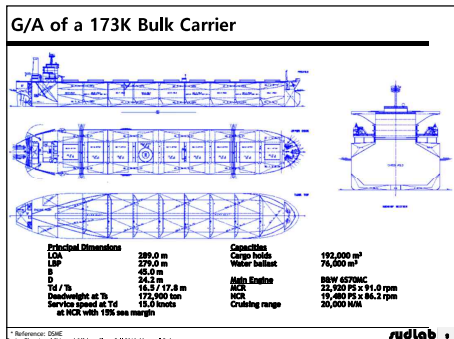 G/A of a 173K Bulk Carrier
Principal Dimensions
LOA 289.0 m
LBP 279.0 m
B 45.0 m
D 24.2 m
Td / Ts 16.5 / 17.8 m
Deadweight at Ts 172,900 ton
Service speed at Td 15.0 knots
at NCR with 15% sea margin
Capacities
Cargo holds 192,000 m³
Water ballast 76,000 m³
Main Engine B&W 6S70MC
MCR 22,920 PS x 91.0 rpm
NCR 19,480 PS x 86.2 rpm
Cruising range 20,000 N/M
* Reference: DSME
sudlab